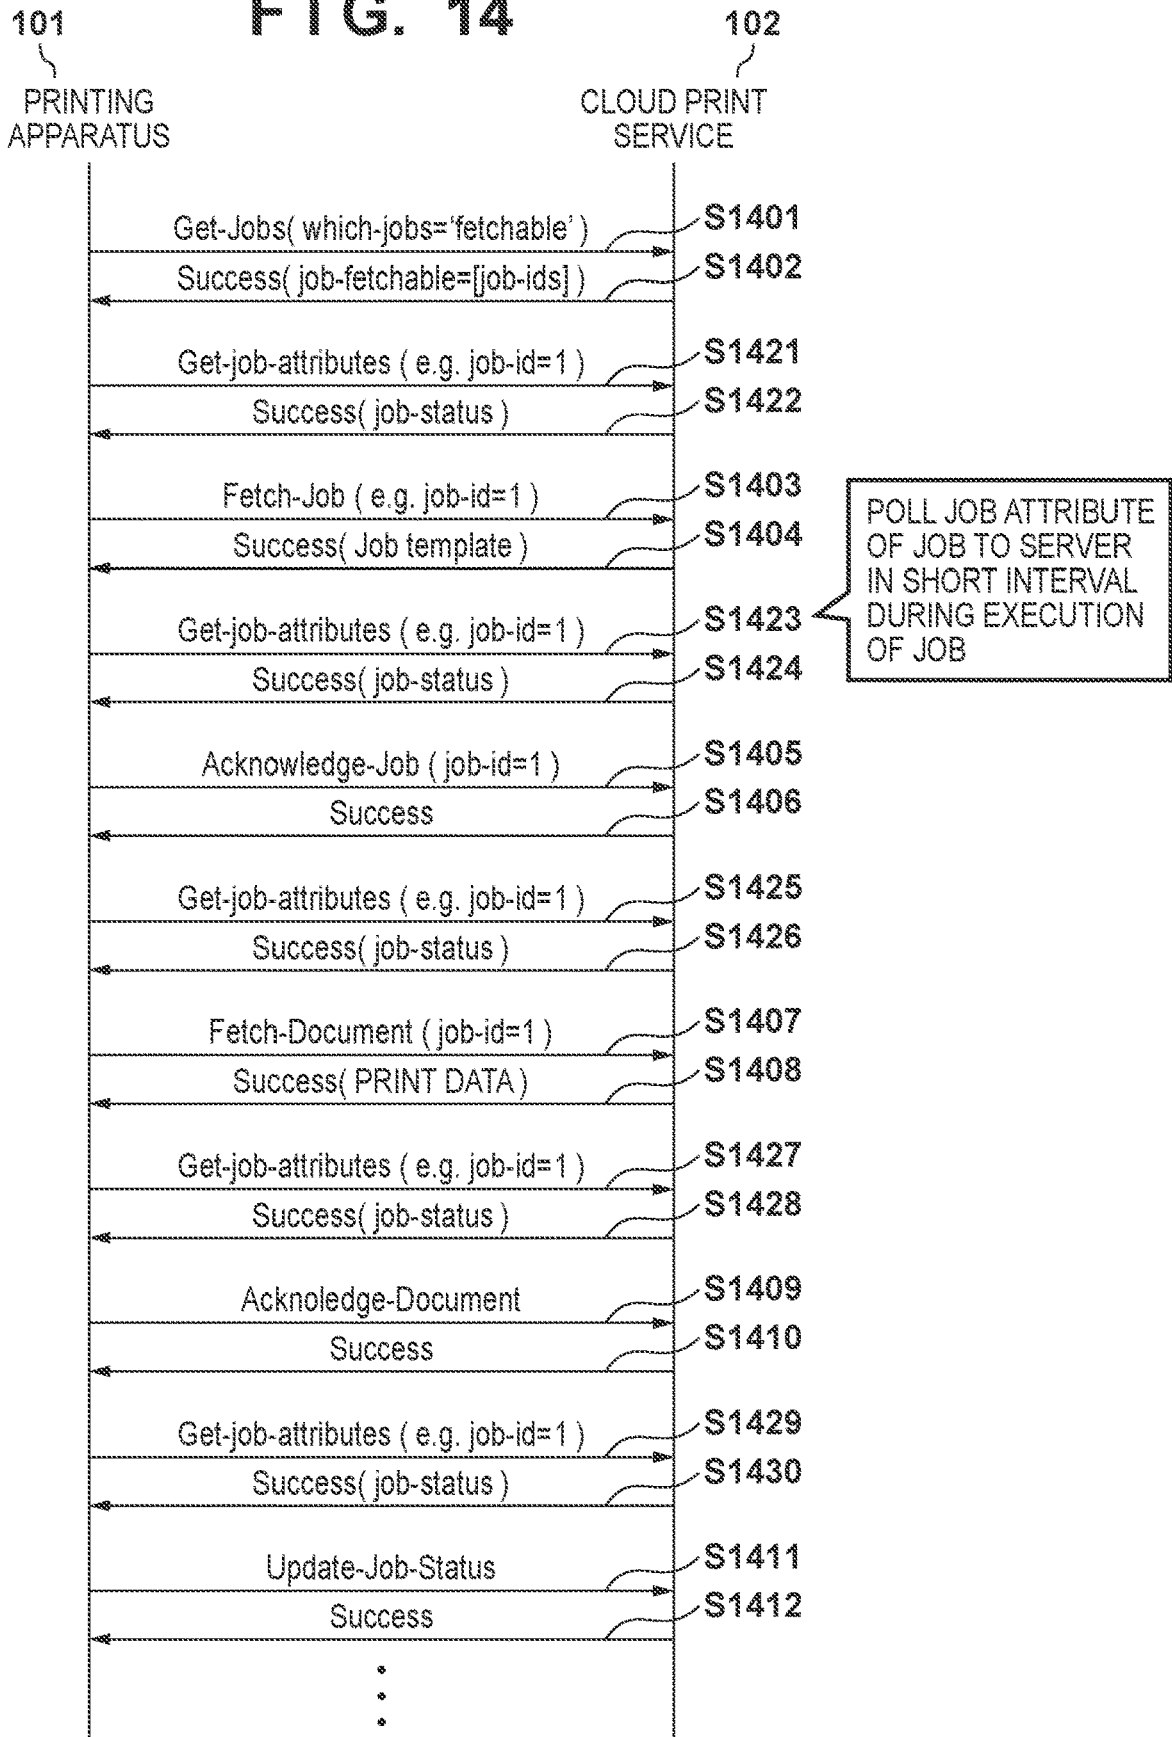 FIG. 14
101
102
PRINTING
APPARATUS
CLOUD PRINT
SERVICE
Get-Jobs( which-jobs='fetchable' )
S1401
Success( job-fetchable=[job-ids] )
S1402
Get-job-attributes ( e.g. job-id=1 )
S1421
Success( job-status )
S1422
Fetch-Job ( e.g. job-id=1 )
S1403
Success( Job template )
S1404
POLL JOB ATTRIBUTE
OF JOB TO SERVER
IN SHORT INTERVAL
DURING EXECUTION
OF JOB
Get-job-attributes ( e.g. job-id=1 )
S1423
Success( job-status )
S1424
Acknowledge-Job ( job-id=1 )
S1405
Success
S1406
Get-job-attributes ( e.g. job-id=1 )
S1425
Success( job-status )
S1426
Fetch-Document ( job-id=1 )
S1407
Success( PRINT DATA )
S1408
Get-job-attributes ( e.g. job-id=1 )
S1427
Success( job-status )
S1428
Acknoledge-Document
S1409
Success
S1410
Get-job-attributes ( e.g. job-id=1 )
S1429
Success( job-status )
S1430
Update-Job-Status
S1411
Success
S1412